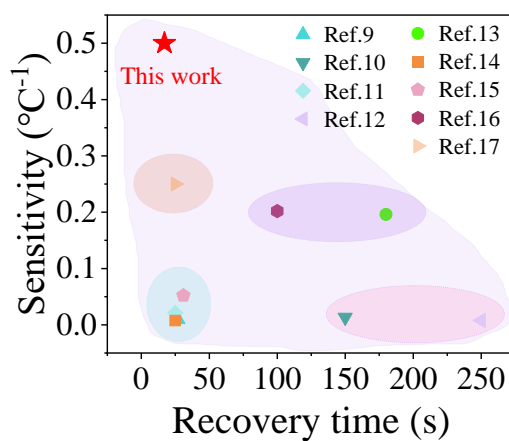 0.5
0.4
0.3
0.2
0.1
0.0
Sensitivity (°C⁻¹)
This work
Ref.9
Ref.10
Ref.11
Ref.12
Ref.13
Ref.14
Ref.15
Ref.16
Ref.17
0 50 100 150 200 250
Recovery time (s)